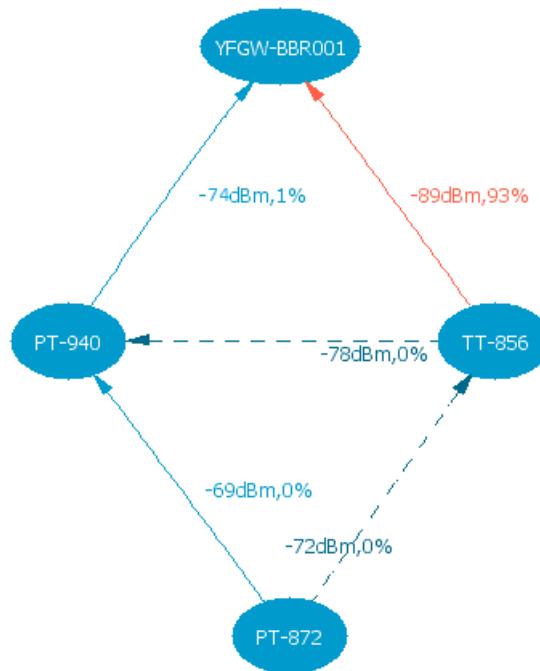 YFGW-BBR001
-74dBm,1%
-89dBm,93%
PT-940
TT-856
-78dBm,0%
-69dBm,0%
-72dBm,0%
PT-872